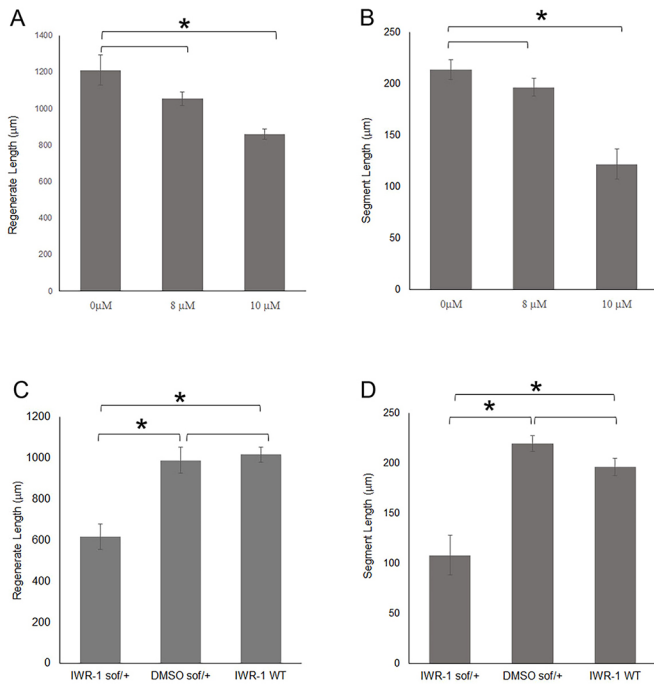 A
*
Regenerate Length (µm)
1400
1200
1000
800
600
400
200
0
0µM
8 µM
10 µM
B
*
Segment Length (µm)
250
200
150
100
50
0
0µM
8 µM
10 µM
C
*
*
Regenerate Length (µm)
1200
1000
1000
800
600
400
200
0
IWR-1 sof/+
DMSO sof/+
IWR-1 WT
D
*
*
Segment Length (µm)
250
200
150
100
50
0
IWR-1 sof/+
DMSO sof/+
IWR-1 WT